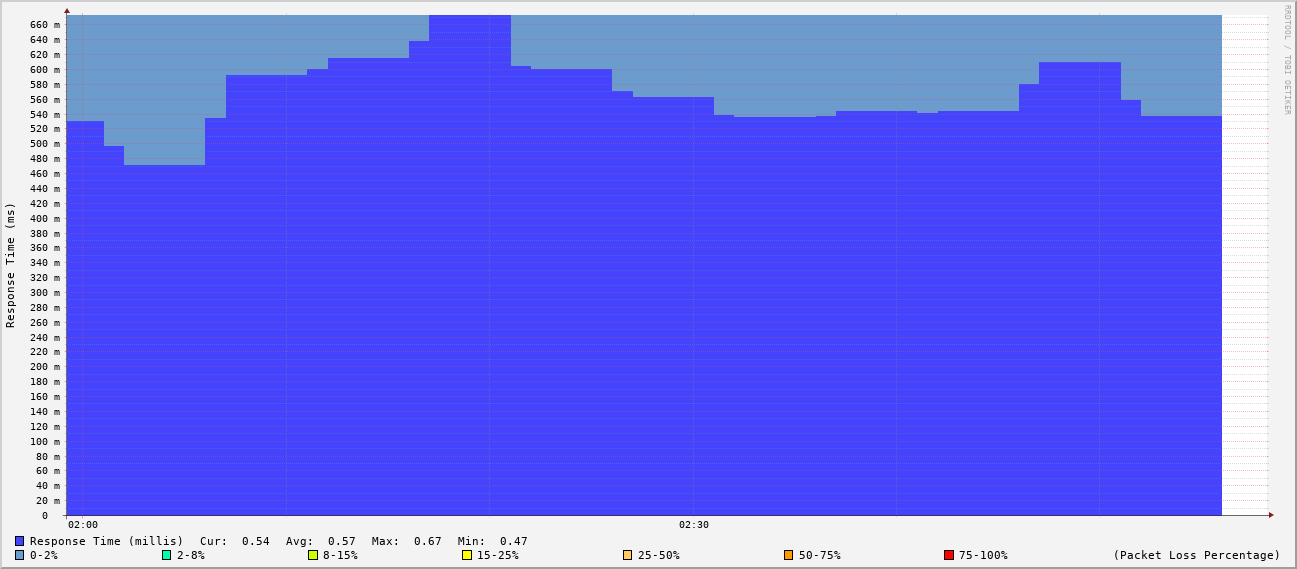 RRDTOOL / TOBI OETIKER
Response Time (ms)
660 m
640 m
620 m
600 m
580 m
560 m
540 m
520 m
500 m
480 m
460 m
440 m
420 m
400 m
380 m
360 m
340 m
320 m
300 m
280 m
260 m
240 m
220 m
200 m
180 m
160 m
140 m
120 m
100 m
80 m
60 m
40 m
20 m
0
02:00 02:30
Response Time (millis) Cur: 0.54 Avg: 0.57 Max: 0.67 Min: 0.47
0-2% 2-8% 8-15% 15-25% 25-50% 50-75% 75-100% (Packet Loss Percentage)